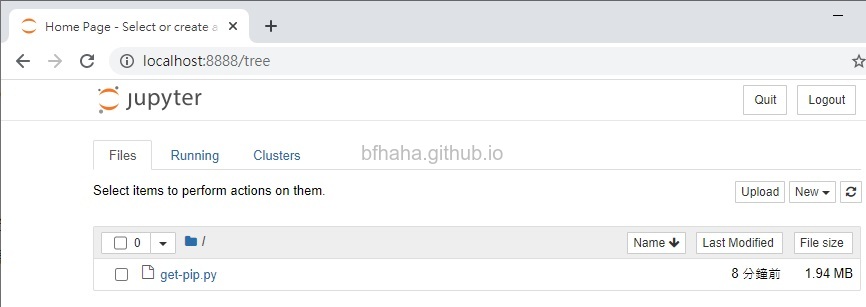 Home Page - Select or create a
localhost:8888/tree
jupyter
Quit Logout
Files Running Clusters bfhaha.github.io
Select items to perform actions on them.
Upload New
0 / Name Last Modified File size
get-pip.py 8 分鐘前 1.94 MB